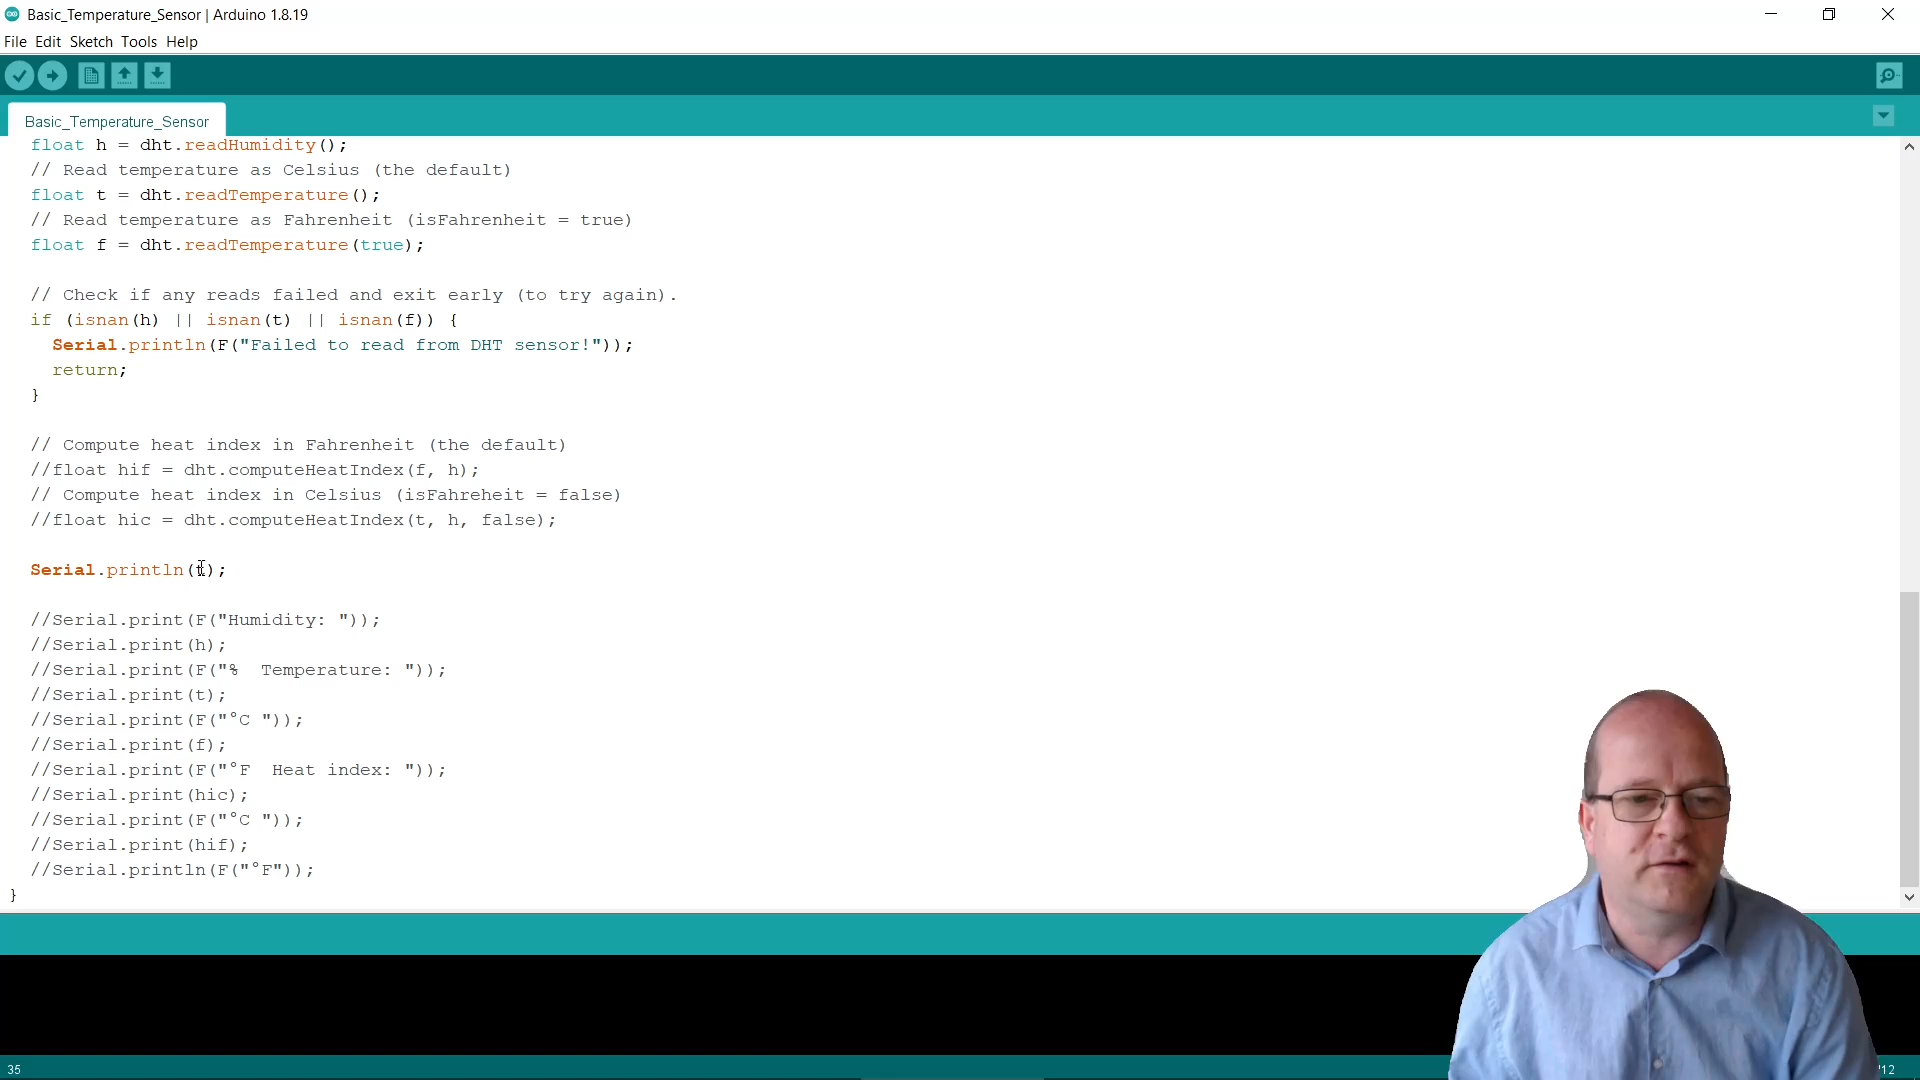 Basic_Temperature_Sensor | Arduino 1.8.19
File Edit Sketch Tools Help
Basic_Temperature_Sensor
float h = dht.readHumidity();
// Read temperature as Celsius (the default)
float t = dht.readTemperature();
// Read temperature as Fahrenheit (isFahrenheit = true)
float f = dht.readTemperature(true);
// Check if any reads failed and exit early (to try again).
if (isnan(h) || isnan(t) || isnan(f)) {
Serial.println(F("Failed to read from DHT sensor!"));
return;
}
// Compute heat index in Fahrenheit (the default)
//float hif = dht.computeHeatIndex(f, h);
// Compute heat index in Celsius (isFahreheit = false)
//float hic = dht.computeHeatIndex(t, h, false);
Serial.println(t);
//Serial.print(F("Humidity: "));
//Serial.print(h);
//Serial.print(F("%  Temperature: "));
//Serial.print(t);
//Serial.print(F("°C "));
//Serial.print(f);
//Serial.print(F("°F  Heat index: "));
//Serial.print(hic);
//Serial.print(F("°C "));
//Serial.print(hif);
//Serial.println(F("°F"));
}
35